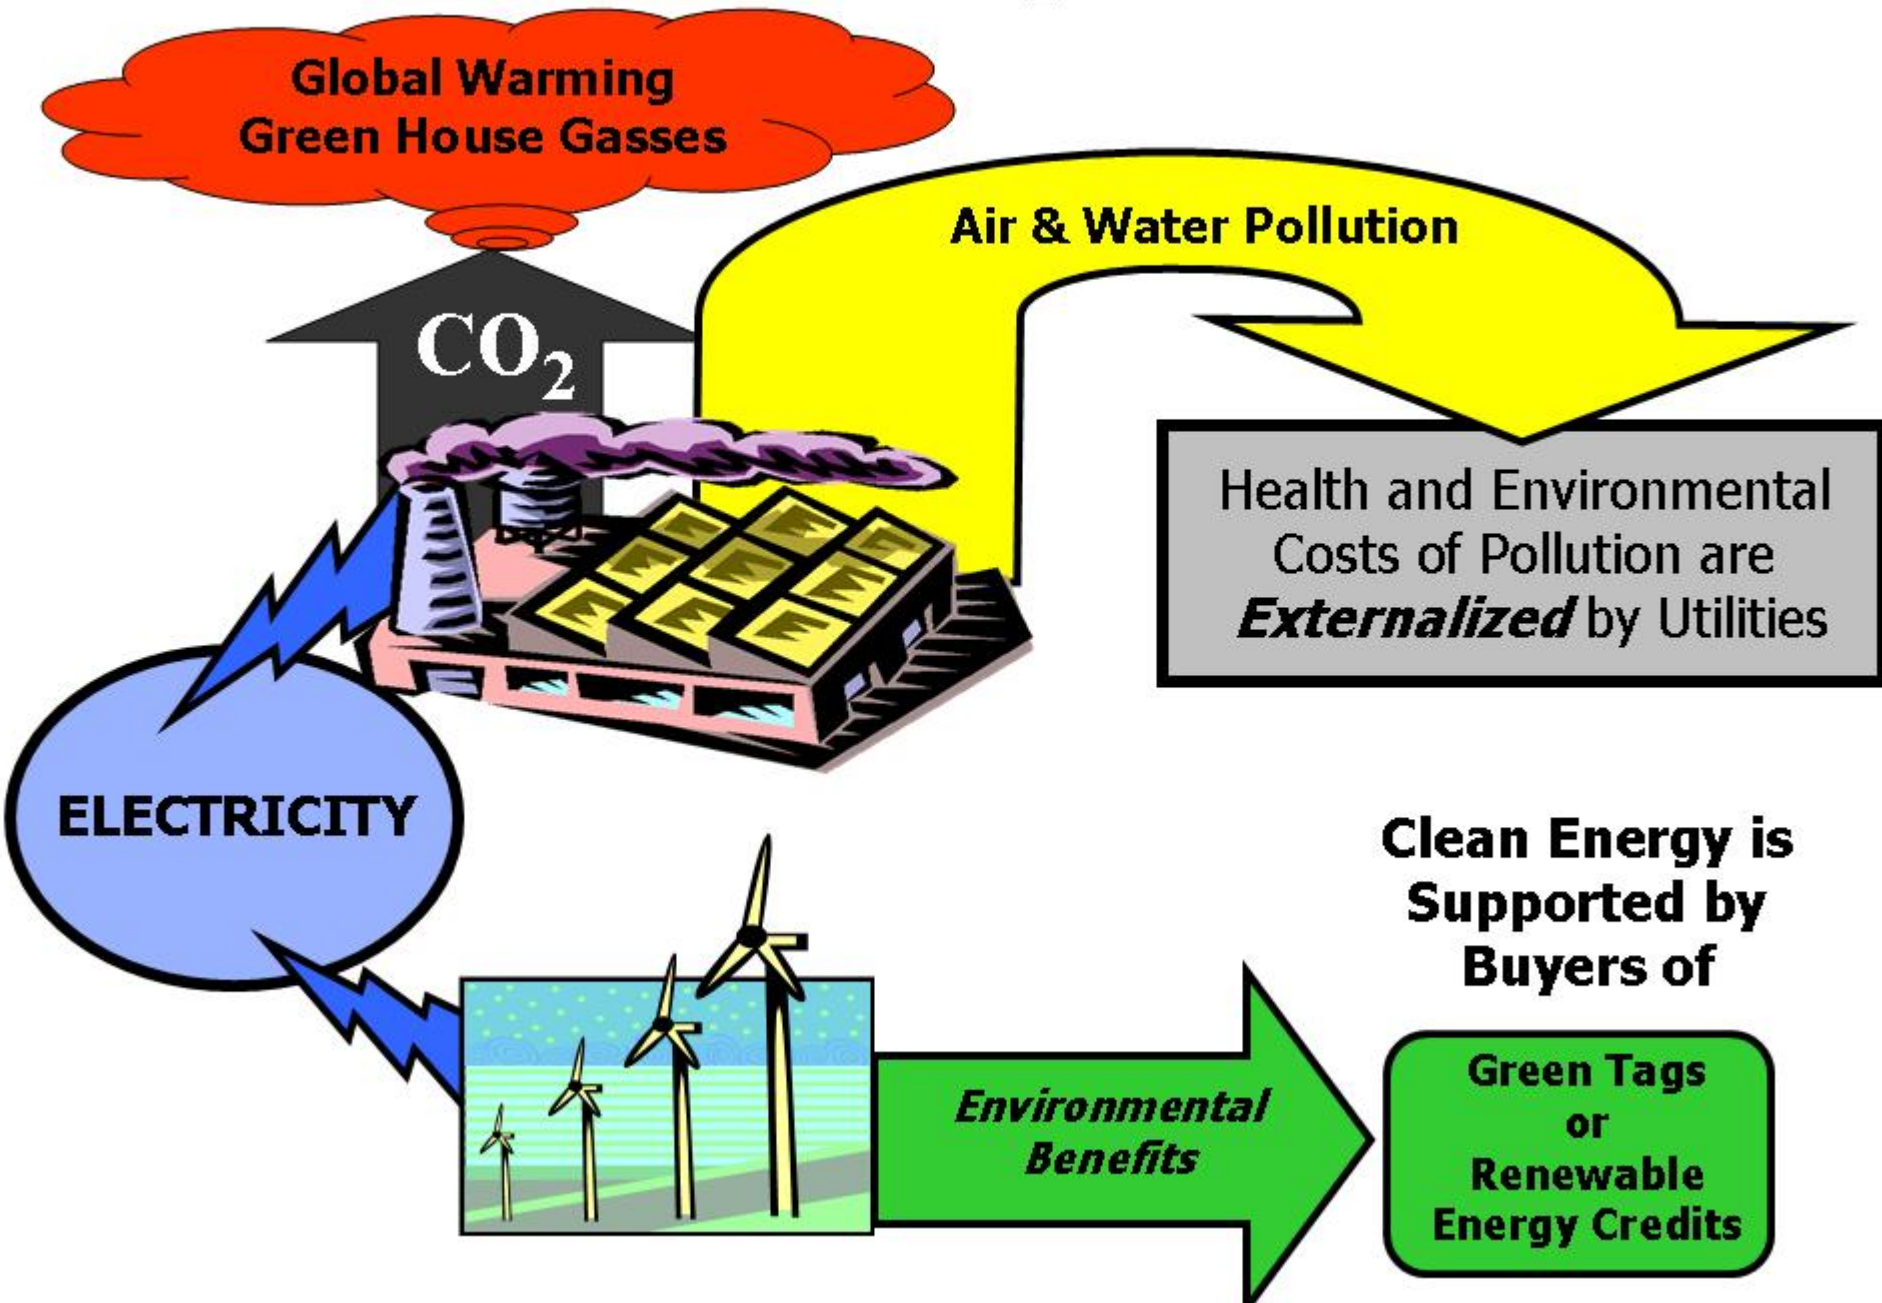 Global Warming
Green House Gasses
Air & Water Pollution
CO₂
Health and Environmental
Costs of Pollution are
Externalized by Utilities
ELECTRICITY
Clean Energy is
Supported by
Buyers of
Environmental
Benefits
Green Tags
or
Renewable
Energy Credits